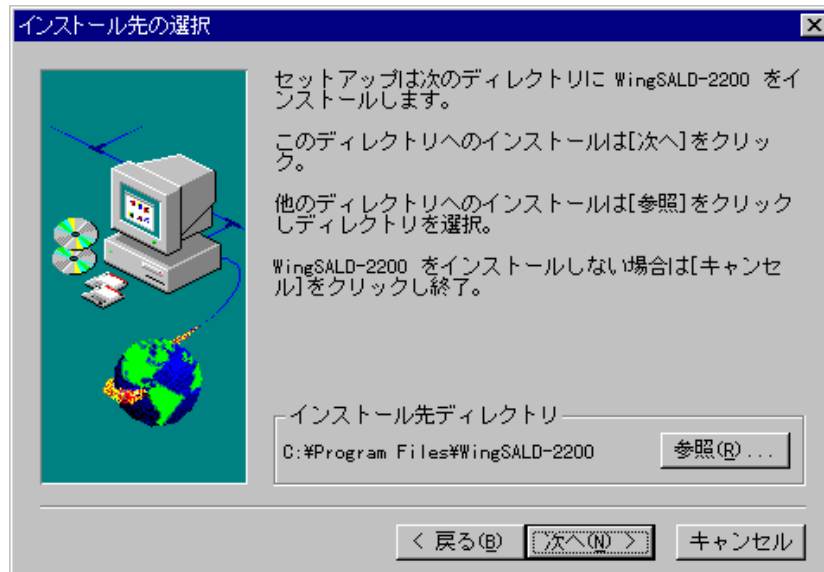 インストール先の選択
セットアップは次のディレクトリに WingSALD-2200 をイ
ンストールします。
このディレクトリへのインストールは[次へ]をクリッ
ク。
他のディレクトリへのインストールは[参照]をクリック
しディレクトリを選択。
WingSALD-2200 をインストールしない場合は[キャンセ
ル]をクリックし終了。
インストール先ディレクトリ
C:¥Program Files¥WingSALD-2200
参照(R)...
< 戻る(B)
次へ(N) >
キャンセル